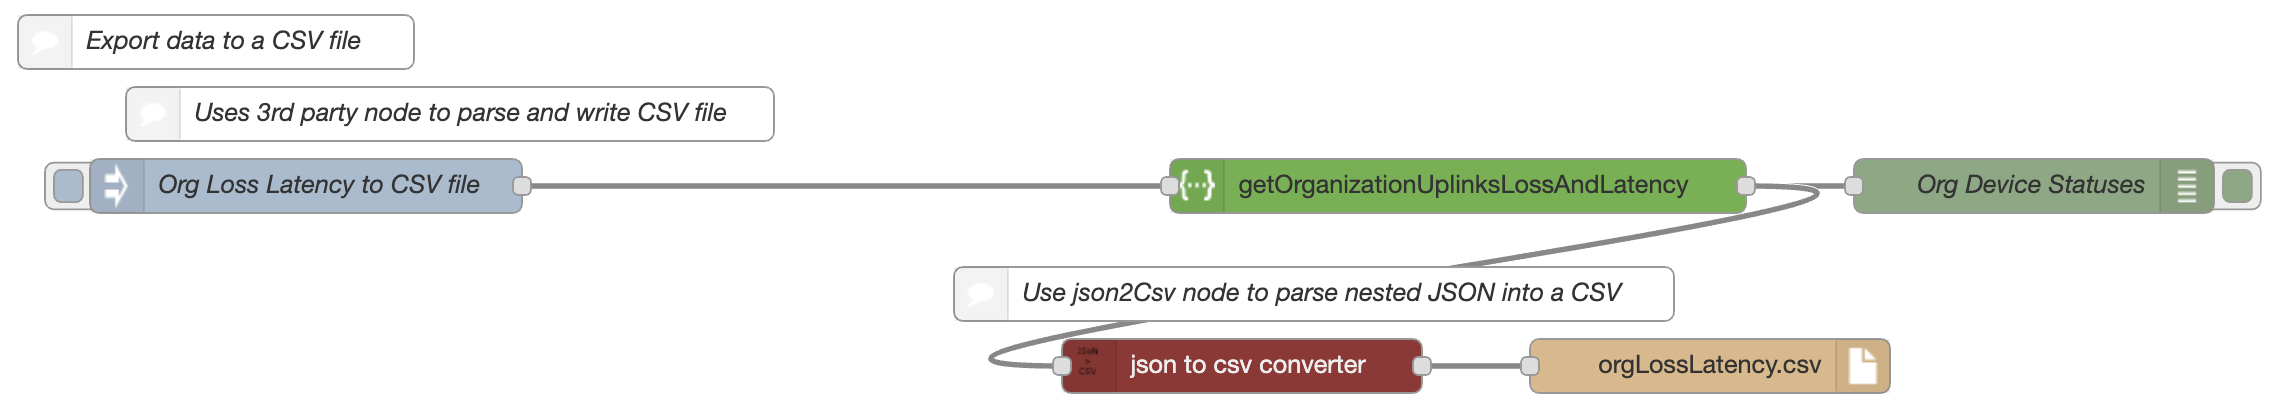 Export data to a CSV file
Uses 3rd party node to parse and write CSV file
Org Loss Latency to CSV file
{···} getOrganizationUplinksLossAndLatency
Org Device Statuses
Use json2Csv node to parse nested JSON into a CSV
JSON
>
CSV
json to csv converter
orgLossLatency.csv